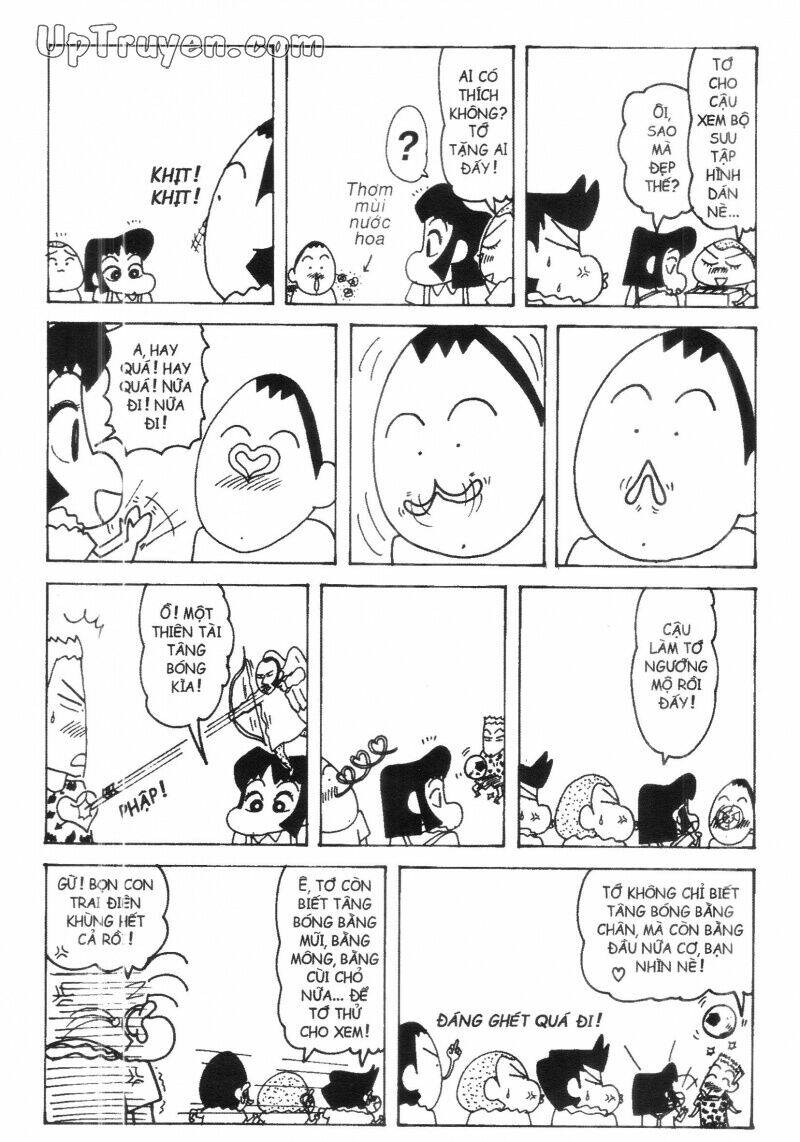 UpTruyen.com
TỚ
CHO
CẬU
XEM BỘ
SƯU
TẬP
HÌNH
DÁN
NÈ...
ÔI,
SAO
MÀ
ĐẸP
THẾ?
AI CÓ
THÍCH
KHÔNG?
TỚ
TẶNG AI
ĐẤY!
?
Thơm
mùi
nước
hoa
KHỊT!
KHỊT!
A, HAY
QUÁ! HAY
QUÁ! NỮA
ĐI! NỮA
ĐI!
CẬU
LÀM TỚ
NGƯỠNG
MỘ RỒI
ĐẤY!
Ồ! MỘT
THIÊN TÀI
TÂNG
BÓNG
KÌA!
PHẬP!
TỚ KHÔNG CHỈ BIẾT
TÂNG BÓNG BẰNG
CHÂN, MÀ CÒN BẰNG
ĐẦU NỮA CƠ, BẠN
NHÌN NÈ!
ĐÁNG GHÉT QUÁ ĐI!
Ê, TỚ CÒN
BIẾT TÂNG
BÓNG BẰNG
MŨI, BẰNG
MÔNG, BẰNG
CÙI CHỎ
NỮA... ĐỂ
TỚ THỬ
CHO XEM!
GỪ! BỌN CON
TRAI ĐIÊN
KHÙNG HẾT
CẢ RỒI!